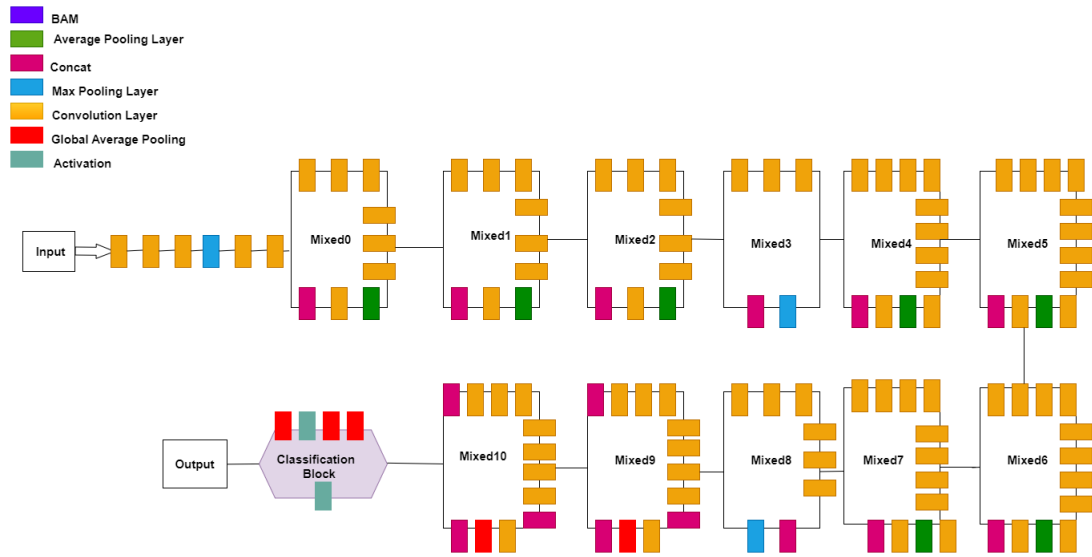 BAM
Average Pooling Layer
Concat
Max Pooling Layer
Convolution Layer
Global Average Pooling
Activation
Input
Mixed0
Mixed1
Mixed2
Mixed3
Mixed4
Mixed5
Output
Classification
Block
Mixed10
Mixed9
Mixed8
Mixed7
Mixed6